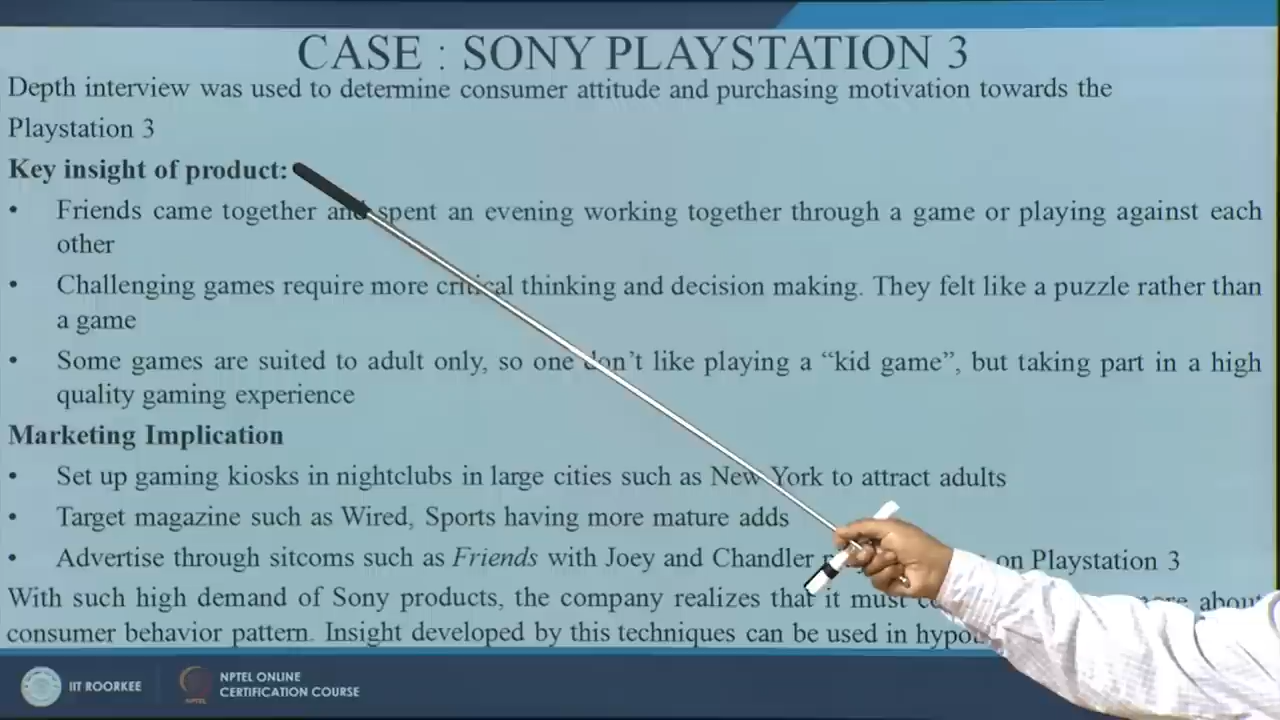 CASE : SONY PLAYSTATION 3
Depth interview was used to determine consumer attitude and purchasing motivation towards the
Playstation 3
Key insight of product:
• Friends came together and spent an evening working together through a game or playing against each
other
• Challenging games require more critical thinking and decision making. They felt like a puzzle rather than
a game
• Some games are suited to adult only, so one don't like playing a “kid game”, but taking part in a high
quality gaming experience
Marketing Implication
• Set up gaming kiosks in nightclubs in large cities such as New York to attract adults
• Target magazine such as Wired, Sports having more mature adds
• Advertise through sitcoms such as Friends with Joey and Chandler on Playstation 3
With such high demand of Sony products, the company realizes that it must about
consumer behavior pattern. Insight developed by this techniques can be used in
IIT ROORKEE
NPTEL
NPTEL ONLINE
CERTIFICATION COURSE